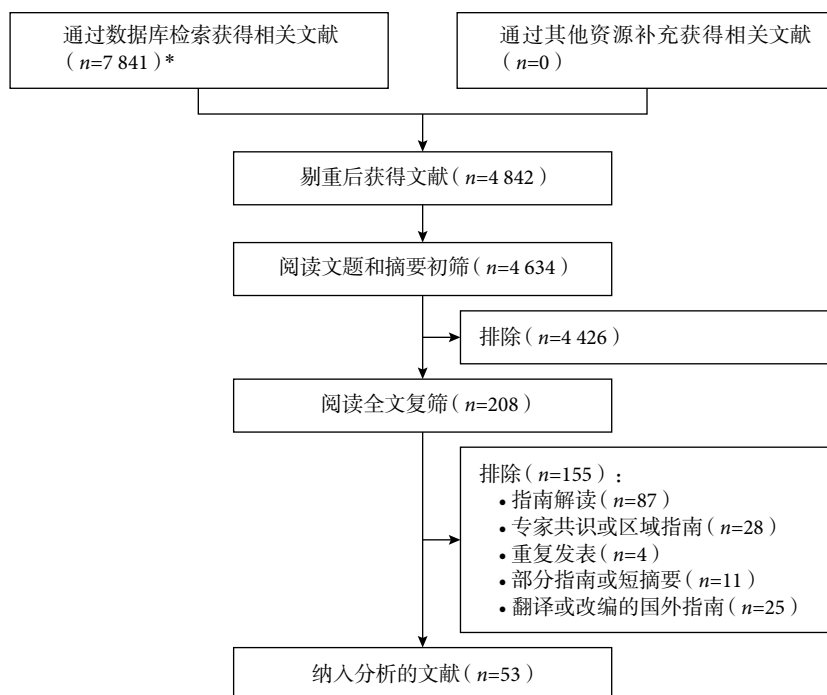 通过数据库检索获得相关文献
（n=7 841）*
通过其他资源补充获得相关文献
（n=0）
剔重后获得文献（n=4 842）
阅读文题和摘要初筛（n=4 634）
排除（n=4 426）
阅读全文复筛（n=208）
排除（n=155）：
• 指南解读（n=87）
• 专家共识或区域指南（n=28）
• 重复发表（n=4）
• 部分指南或短摘要（n=11）
• 翻译或改编的国外指南（n=25）
纳入分析的文献（n=53）